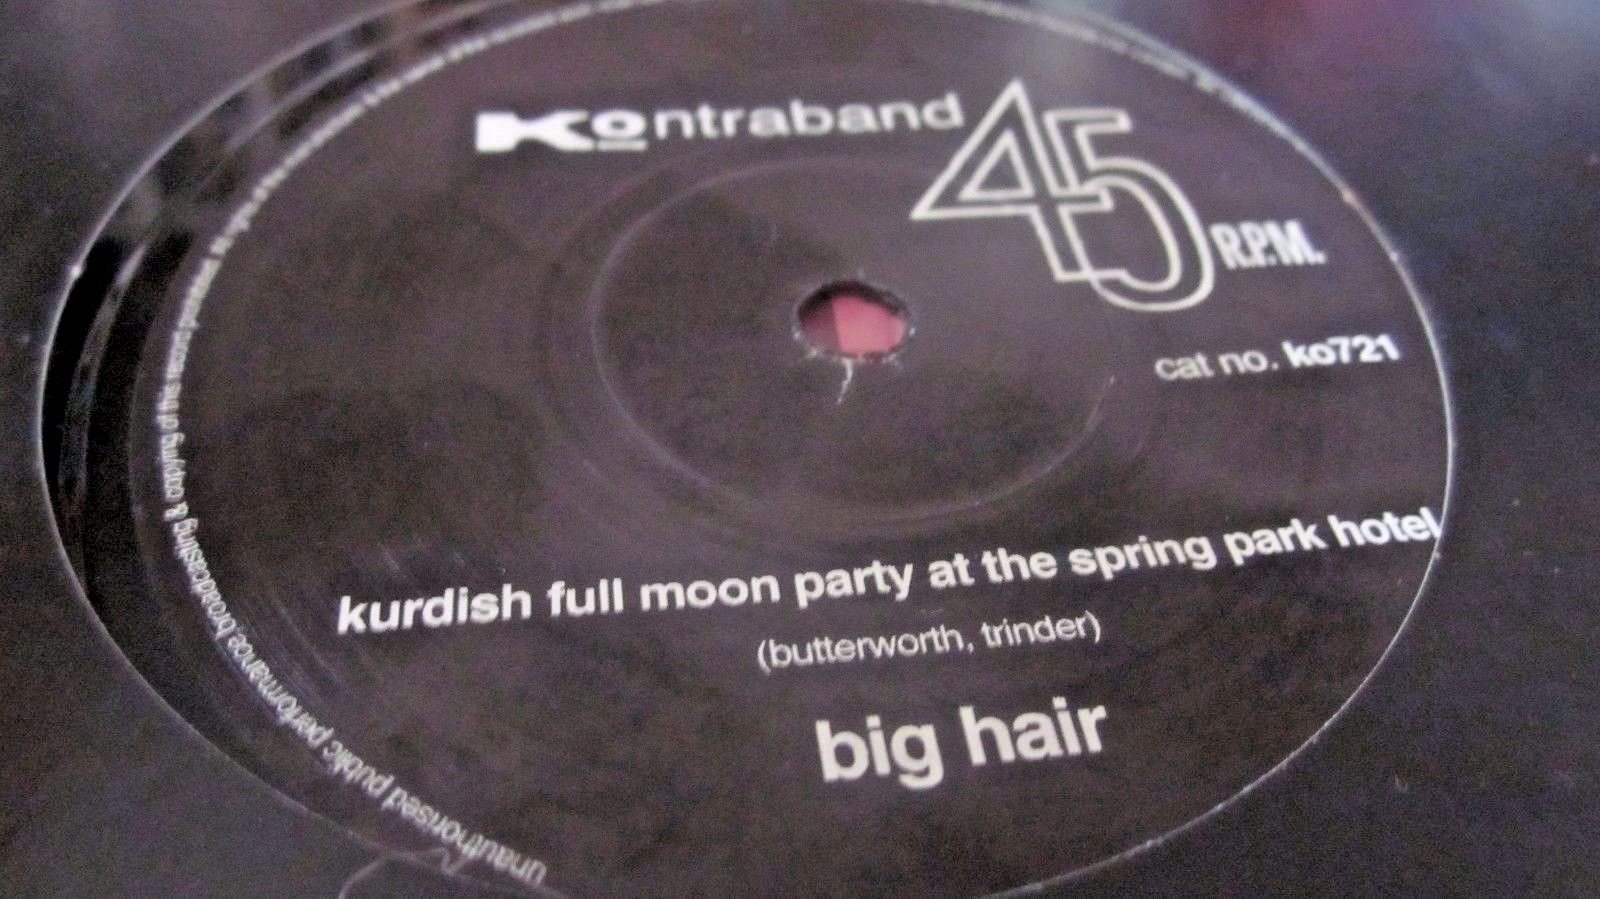 Kontraband
45 R.P.M.
cat no. ko721
kurdish full moon party at the spring park hotel
(butterworth, trinder)
big hair
unauthorised public performance broadcasting & copying of this